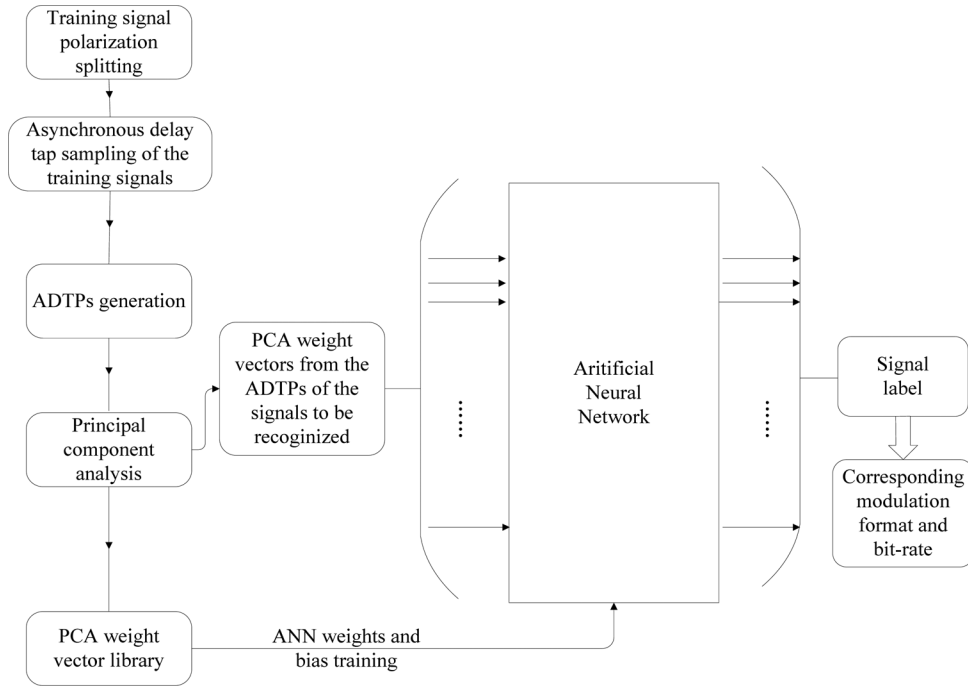 Training signal
polarization
splitting
Asynchronous delay
tap sampling of the
training signals
ADTPs generation
Principal
component
analysis
PCA weight
vector library
PCA weight
vectors from the
ADTPs of the
signals to be
recoginized
ANN weights and
bias training
Aritificial
Neural
Network
Signal
label
Corresponding
modulation
format and
bit-rate